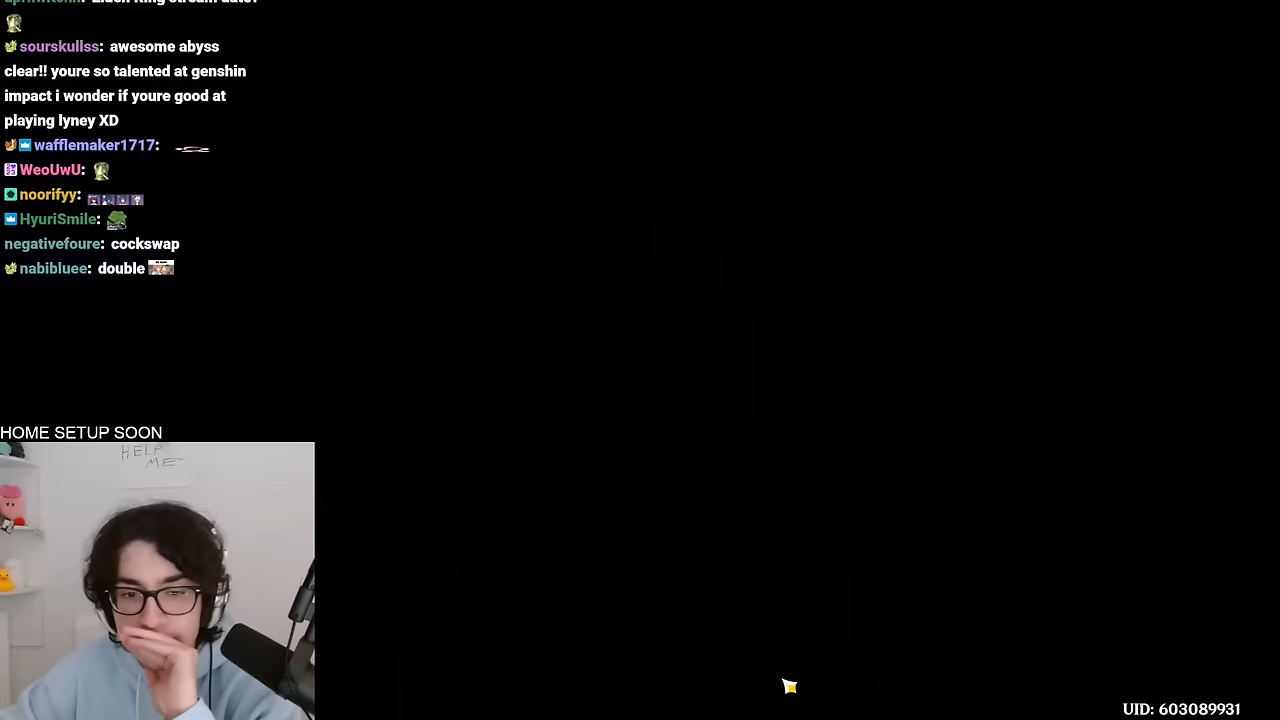 sourskullss: awesome abyss
clear!! youre so talented at genshin
impact i wonder if youre good at
playing lyney XD
wafflemaker1717:
WeoUwU:
noorifyy:
HyuriSmile:
negativefoure: cockswap
nabibluee: double
HOME SETUP SOON
HELP
ME
UID: 603089931